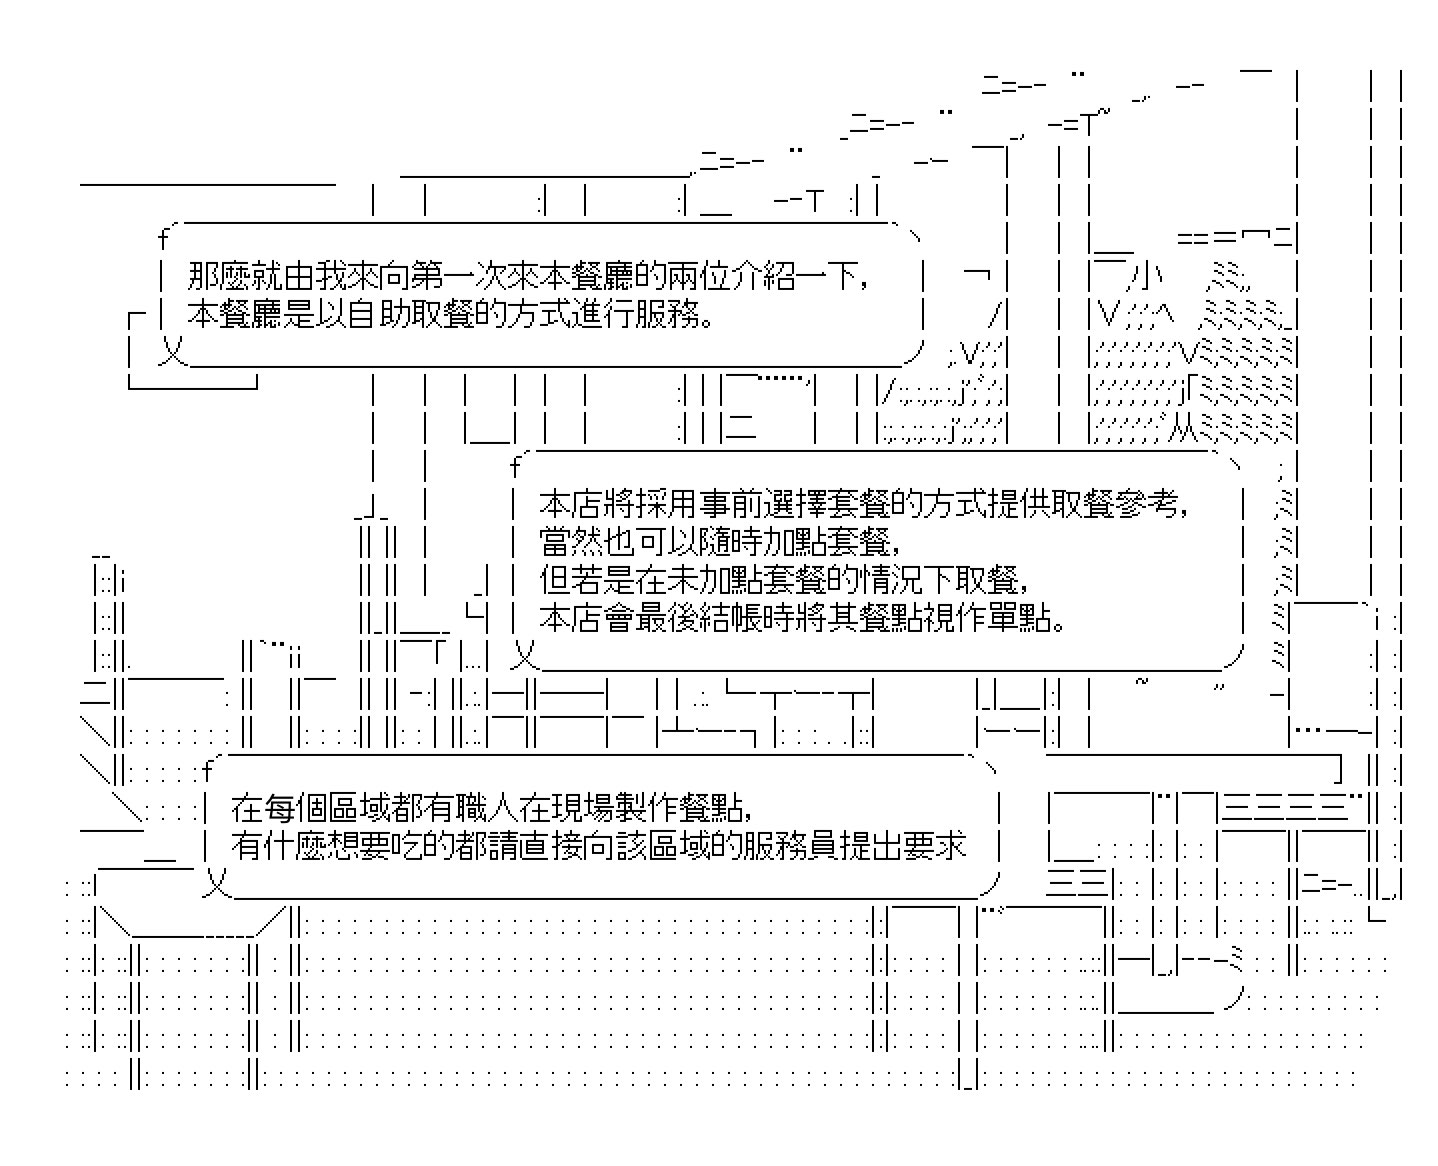 那麼就由我來向第一次來本餐廳的兩位介紹一下，
本餐廳是以自助取餐的方式進行服務。
本店將採用事前選擇套餐的方式提供取餐參考，
當然也可以隨時加點套餐，
但若是在未加點套餐的情況下取餐，
本店會最後結帳時將其餐點視作單點。
在每個區域都有職人在現場製作餐點，
有什麼想要吃的都請直接向該區域的服務員提出要求